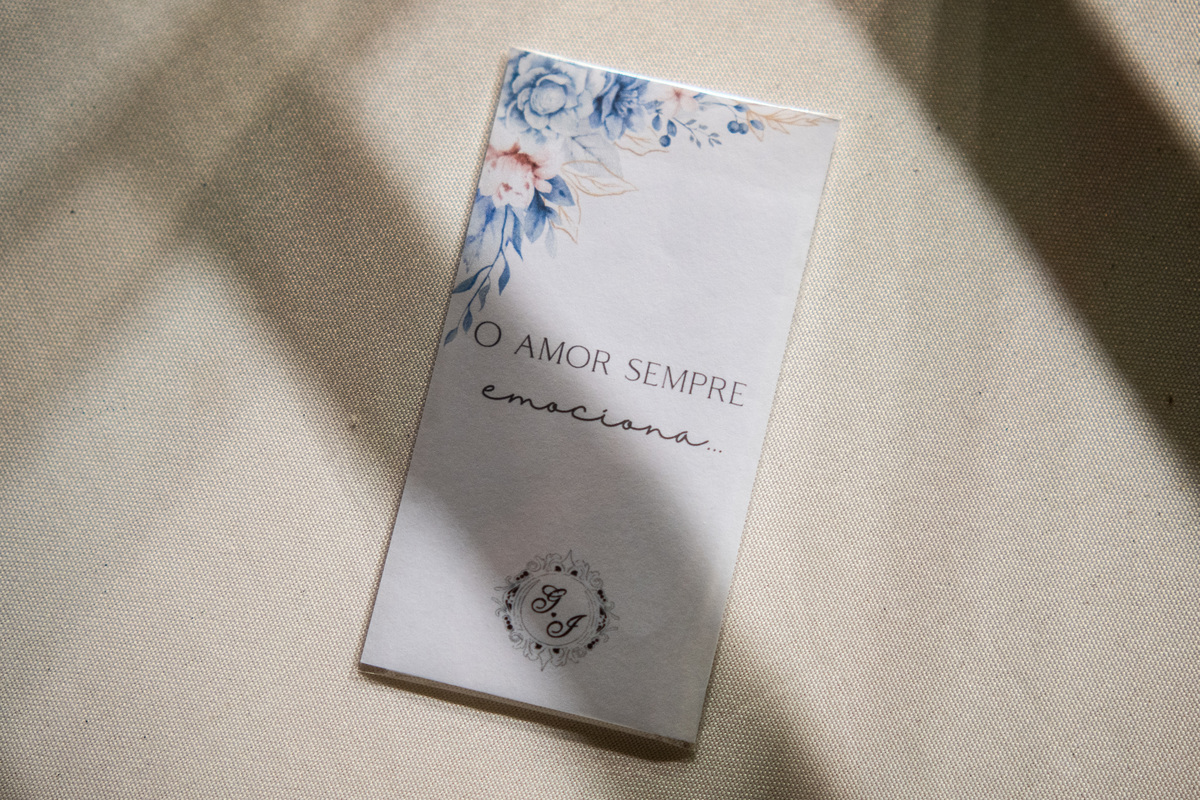 O AMOR SEMPRE
emociona...
G
J